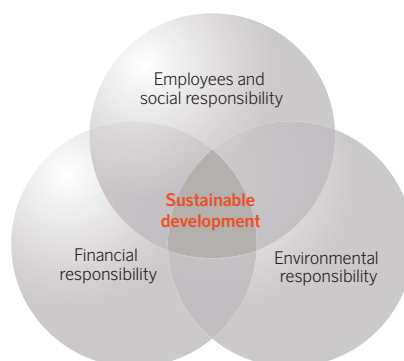 Employees and
social responsibility
Sustainable
development
Financial
responsibility
Environmental
responsibility